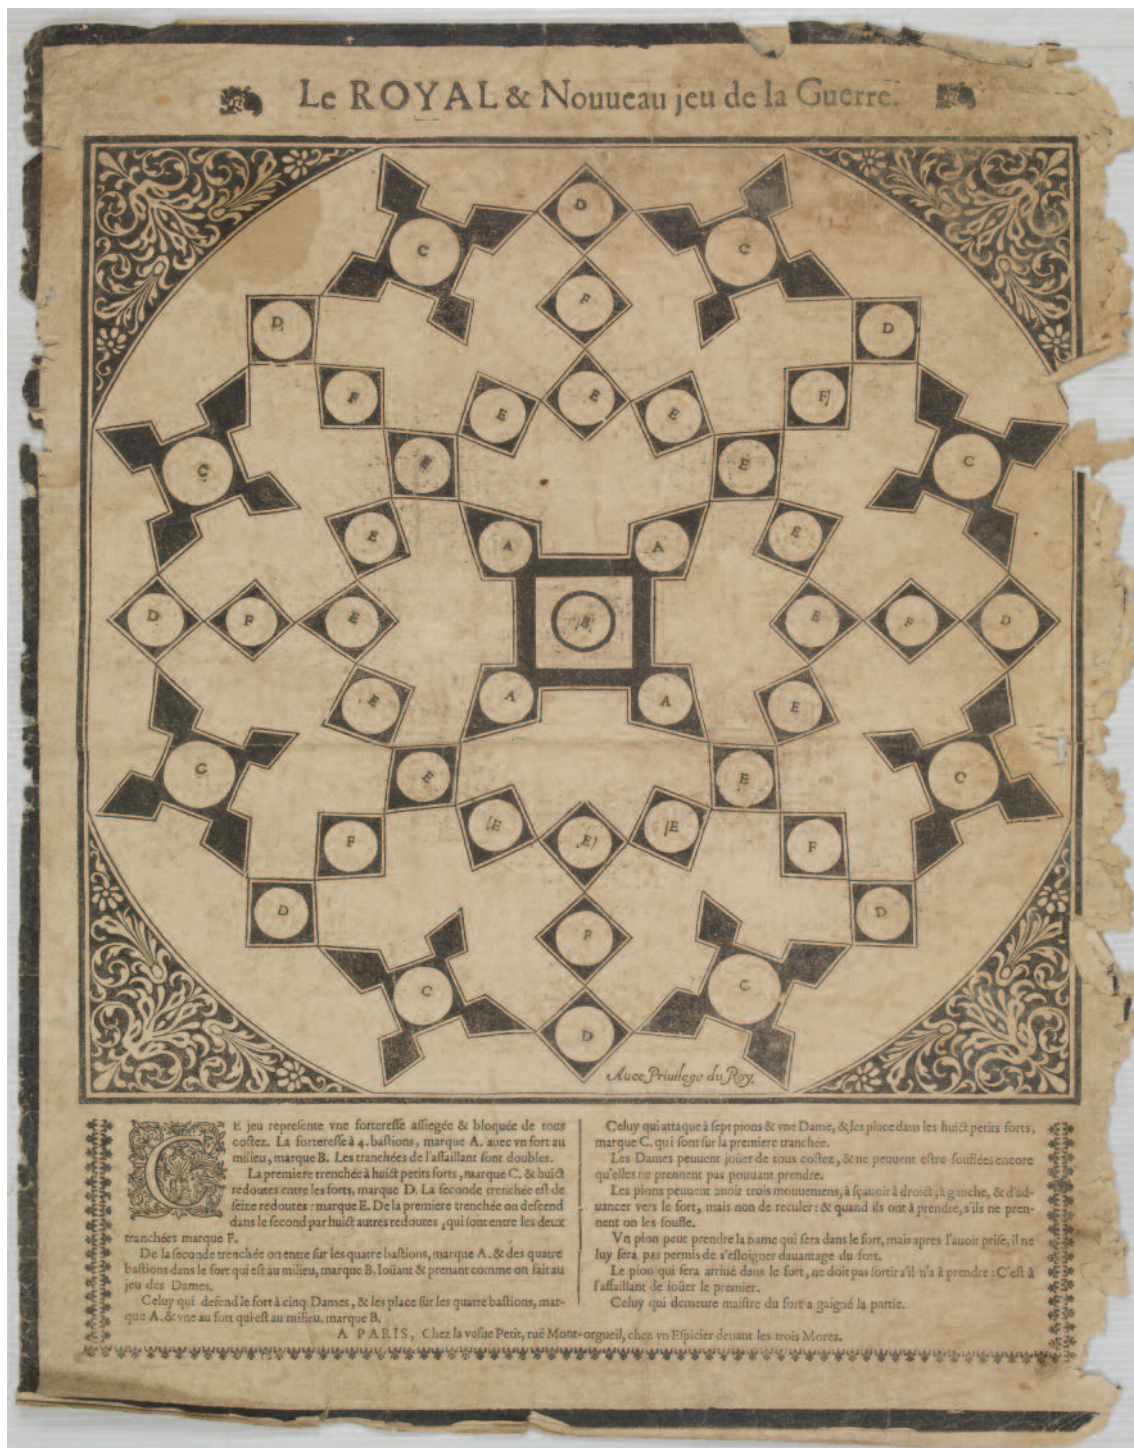 Le ROYAL & Nouueau jeu de la Guerre.
D
C
C
F
D
D
F
F
E
E
E
E
E
C
C
E
A
A
E
D
F
E
B
E
F
D
E
A
A
E
C
E
E
C
F
E
E
E
F
D
D
F
C
C
D
Auec Priuilege du Roy.
CE jeu represente vne forteresse assiegée & bloquée de tous
costez. La forteresse à 4. bastions, marque A. auec vn fort au
milieu, marque B. Les tranchées de l'assaillant sont doubles.
La premiere trenchée à huict petits forts, marque C. & huict
redoutes entre les forts, marque D. La seconde trenchée est de
seize redoutes : marque E. De la premiere trenchée on descend
dans le second par huict autres redoutes, qui sont entre les deux
tranchées marque F.
De la seconde trenchée on entre sur les quatre bastions, marque A. & des quatre
bastions dans le fort qui est au milieu, marque B. Ioüant & prenant comme on fait au
jeu des Dames.
Celuy qui defend le fort à cinq Dames, & les place sur les quatre bastions, mar-
que A. & vne au fort qui est au milieu, marque B.
Celuy qui attaque à sept pions & vne Dame, & les place dans les huict petits forts,
marque C. qui sont sur la premiere tranchée.
Les Dames peuuent joüer de tous costez, & ne peuuent estre souflées encore
qu'elles ne prennent pas pouuant prendre.
Les pions peuuent auoir trois mouuemens, à sçauoir à droict, à gauche, & d'ad-
uancer vers le fort, mais non de reculer : & quand ils ont à prendre, s'ils ne pren-
nent on les soufle.
Vn pion peut prendre la Dame qui sera dans le fort, mais apres l'auoir prise, il ne
luy sera pas permis de s'esloigner dauantage du fort.
Le pion qui sera arriué dans le fort, ne doit pas sortir s'il n'a à prendre : C'est à
l'assaillant de ioüer le premier.
Celuy qui demeure maistre du fort a gaigné la partie.
A PARIS, Chez la vefue Petit, ruë Mont-orgueil, chez vn Espicier deuant les trois Mores.